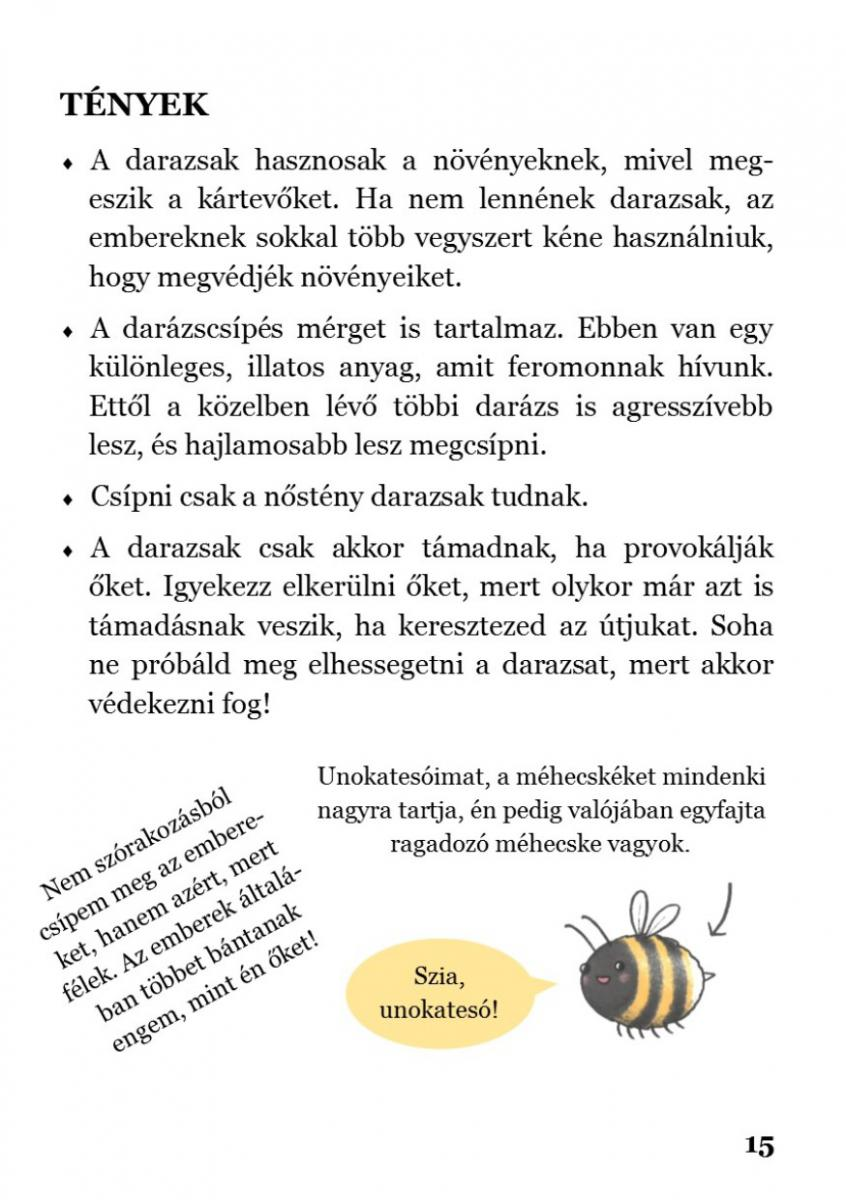 TÉNYEK
♦ A darazsak hasznosak a növényeknek, mivel meg-
eszik a kártevőket. Ha nem lennének darazsak, az
embereknek sokkal több vegyszert kéne használniuk,
hogy megvédjék növényeiket.
♦ A darázscsípés mérget is tartalmaz. Ebben van egy
különleges, illatos anyag, amit feromonnak hívunk.
Ettől a közelben lévő többi darázs is agresszívebb
lesz, és hajlamosabb lesz megcsípni.
♦ Csípni csak a nőstény darazsak tudnak.
♦ A darazsak csak akkor támadnak, ha provokálják
őket. Igyekezz elkerülni őket, mert olykor már azt is
támadásnak veszik, ha keresztezed az útjukat. Soha
ne próbáld meg elhessegetni a darazsat, mert akkor
védekezni fog!
Nem szórakozásból
csípem meg az embere-
ket, hanem azért, mert
félek. Az emberek általá-
ban többet bántanak
engem, mint én őket!
Unokatesóimat, a méhecskéket mindenki
nagyra tartja, én pedig valójában egyfajta
ragadozó méhecske vagyok.
Szia,
unokatesó!
15